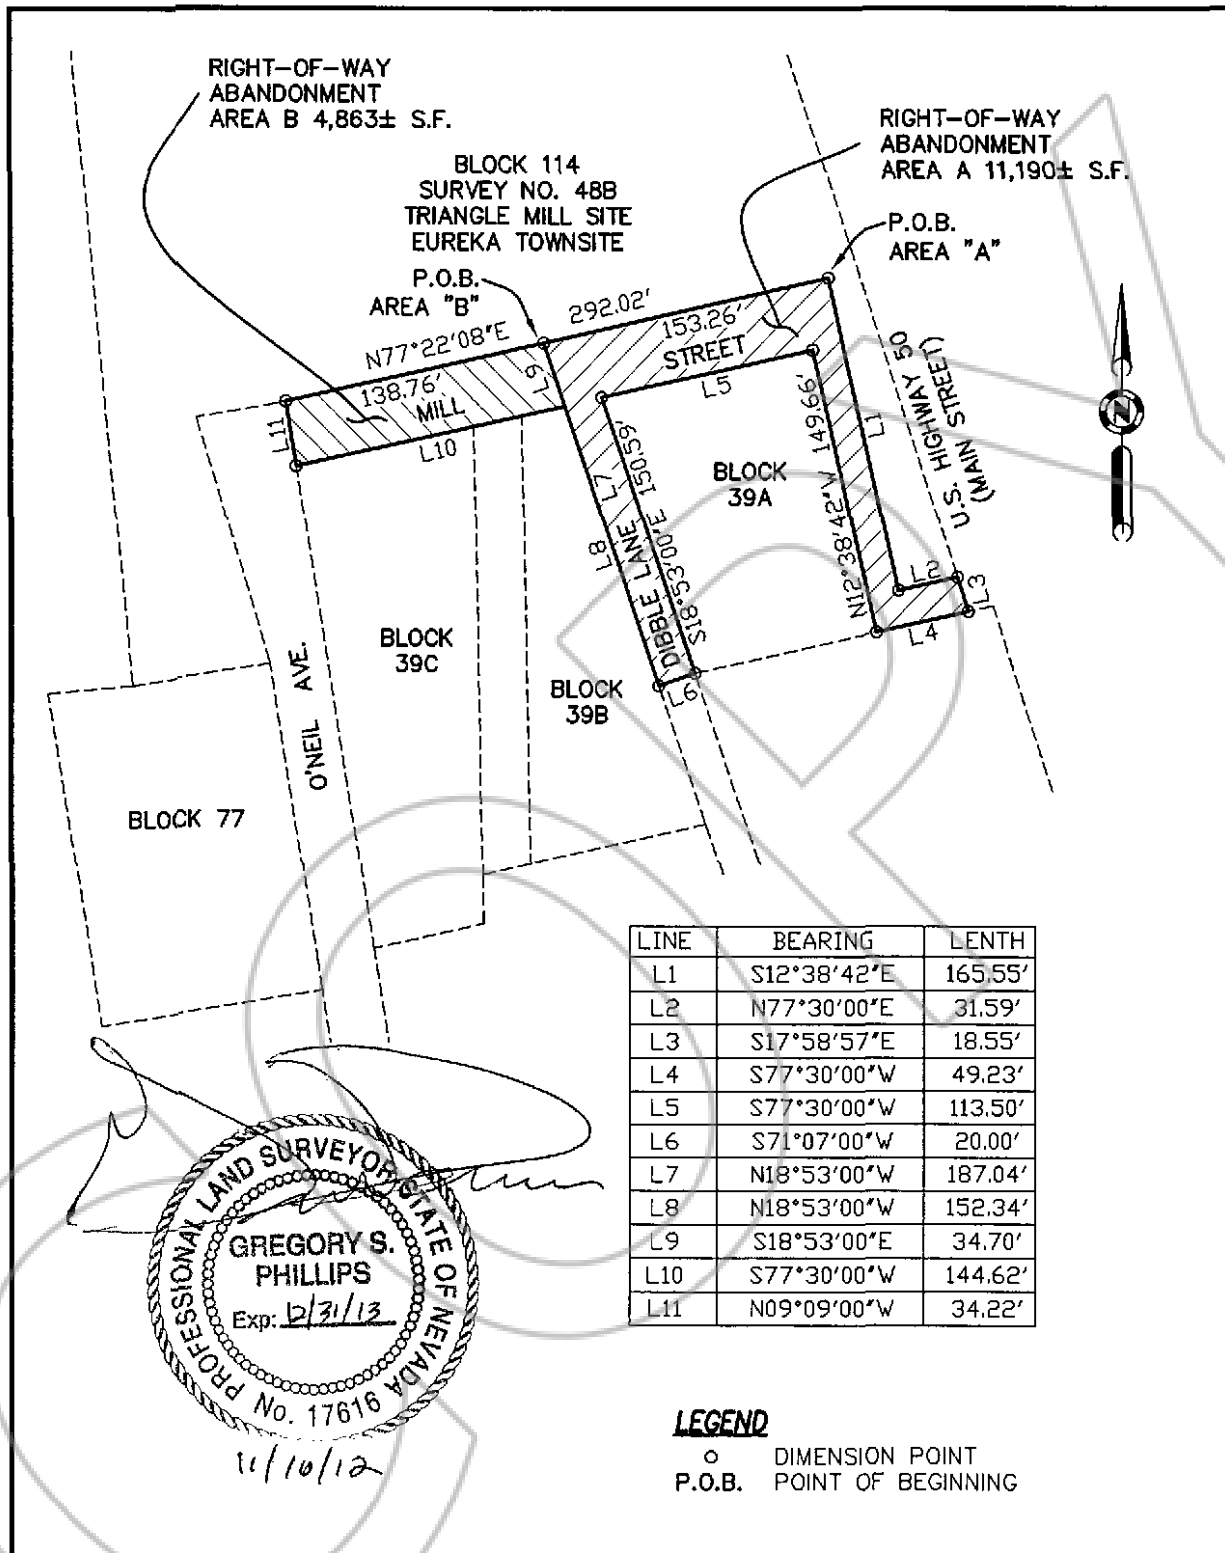 RIGHT-OF-WAY
ABANDONMENT
AREA B 4,863± S.F.
BLOCK 114
SURVEY NO. 48B
TRIANGLE MILL SITE
EUREKA TOWNSITE
RIGHT-OF-WAY
ABANDONMENT
AREA A 11,190± S.F.
P.O.B.
AREA "A"
P.O.B.
AREA "B"
292.02'
N77°22'08"E
153.26'
STREET
138.76'
MILL
L9
L5
L10
L11
L1
149.66'
N12°38'42"W
U.S. HIGHWAY 50
(MAIN STREET)
N
BLOCK
39A
L7
L8
150.59'
S18°53'00"E
DIBBLE LANE
L2
L3
L4
L6
BLOCK
39C
BLOCK
39B
O'NEIL AVE.
BLOCK 77
LINE BEARING LENTH
L1 S12°38'42"E 165.55'
L2 N77°30'00"E 31.59'
L3 S17°58'57"E 18.55'
L4 S77°30'00"W 49.23'
L5 S77°30'00"W 113.50'
L6 S71°07'00"W 20.00'
L7 N18°53'00"W 187.04'
L8 N18°53'00"W 152.34'
L9 S18°53'00"E 34.70'
L10 S77°30'00"W 144.62'
L11 N09°09'00"W 34.22'
PROFESSIONAL LAND SURVEYOR STATE OF NEVADA
GREGORY S.
PHILLIPS
Exp: 12/31/13
No. 17616
11/10/12
LEGEND
DIMENSION POINT
P.O.B. POINT OF BEGINNING